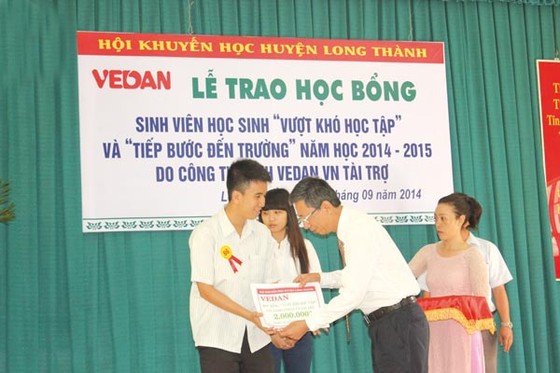 HỘI KHUYẾN HỌC HUYỆN LONG THÀNH
VEDAN LỄ TRAO HỌC BỔNG
SINH VIÊN HỌC SINH "VƯỢT KHÓ HỌC TẬP"
VÀ "TIẾP BƯỚC ĐẾN TRƯỜNG" NĂM HỌC 2014 - 2015
DO CÔNG VEDAN VN TÀI TRỢ
09 năm 2014
VEDAN
2,000,000